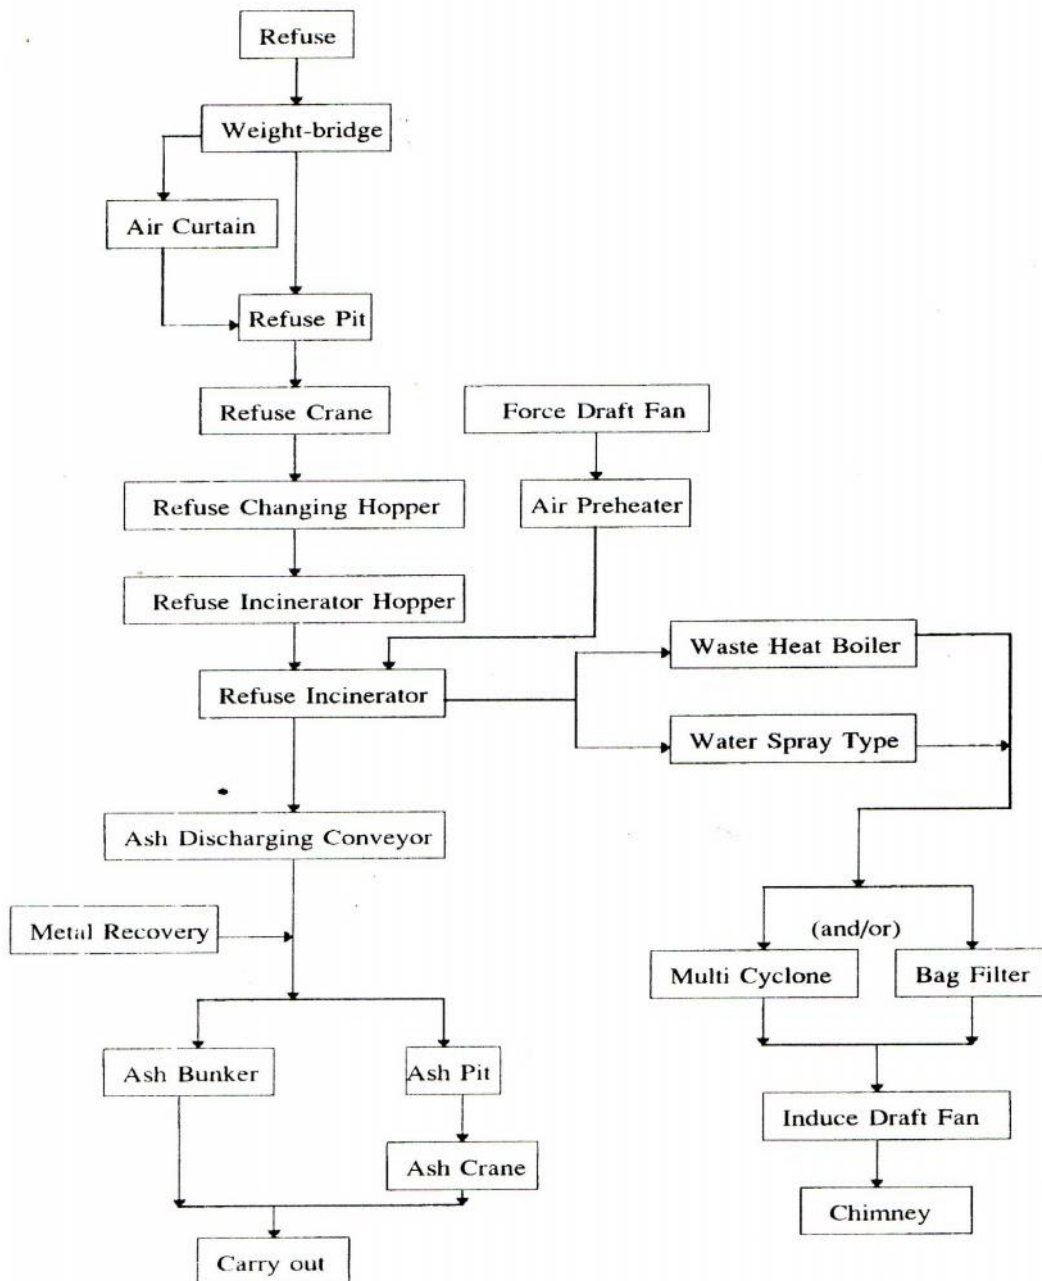 Refuse
Weight-bridge
Air Curtain
Refuse Pit
Refuse Crane
Force Draft Fan
Refuse Changing Hopper
Air Preheater
Refuse Incinerator Hopper
Waste Heat Boiler
Refuse Incinerator
Water Spray Type
Ash Discharging Conveyor
Metal Recovery
(and/or)
Multi Cyclone
Bag Filter
Ash Bunker
Ash Pit
Induce Draft Fan
Ash Crane
Chimney
Carry out